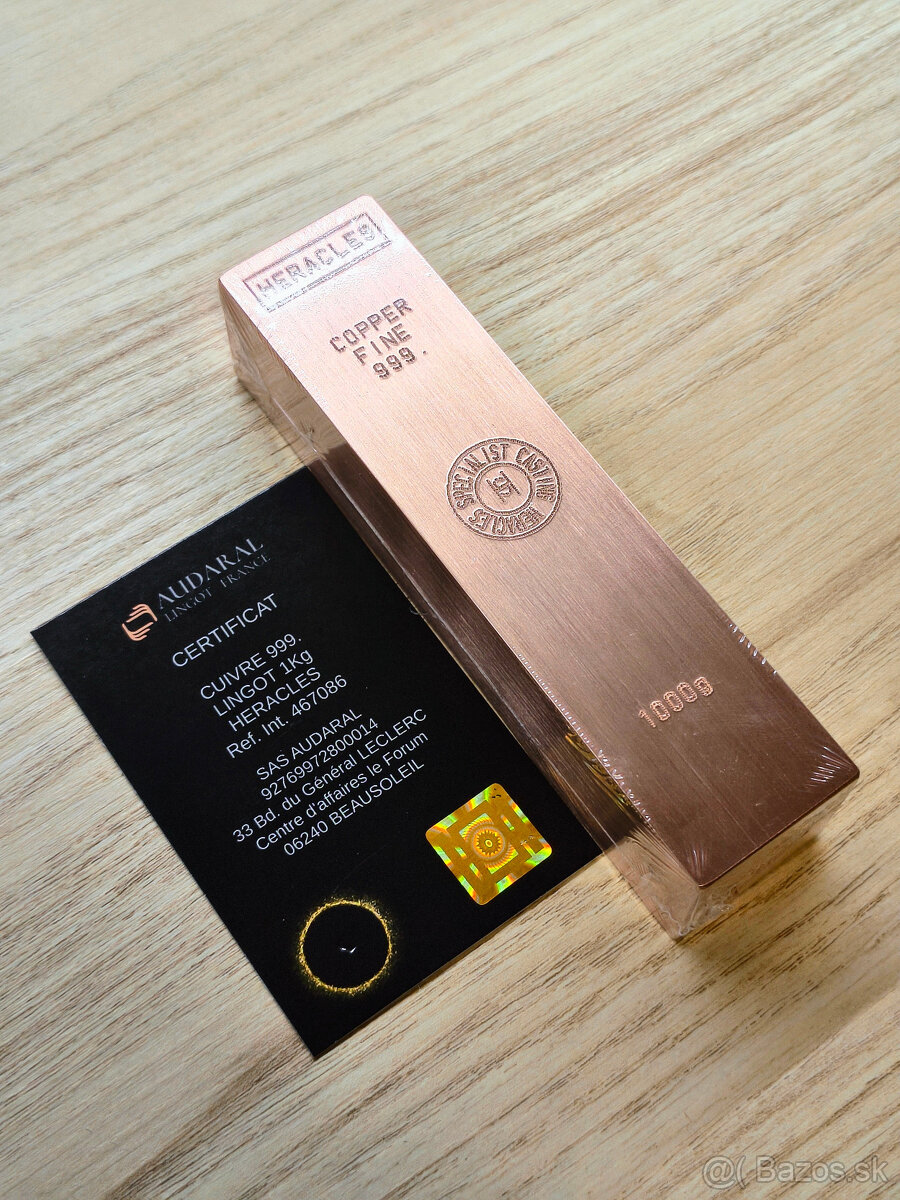 HERACLES
COPPER
FINE
999.
HERACLES SPECIALIST CASTING
1000g
AUDARAL
LINGOT FRANCE
CERTIFICAT
CUIVRE 999.
LINGOT 1Kg
HERACLES
Ref. Int. 467086
SAS AUDARAL
92769972800014
33 Bd. du Général LECLERC
Centre d'affaires le Forum
06240 BEAUSOLEIL
@( Bazos.sk